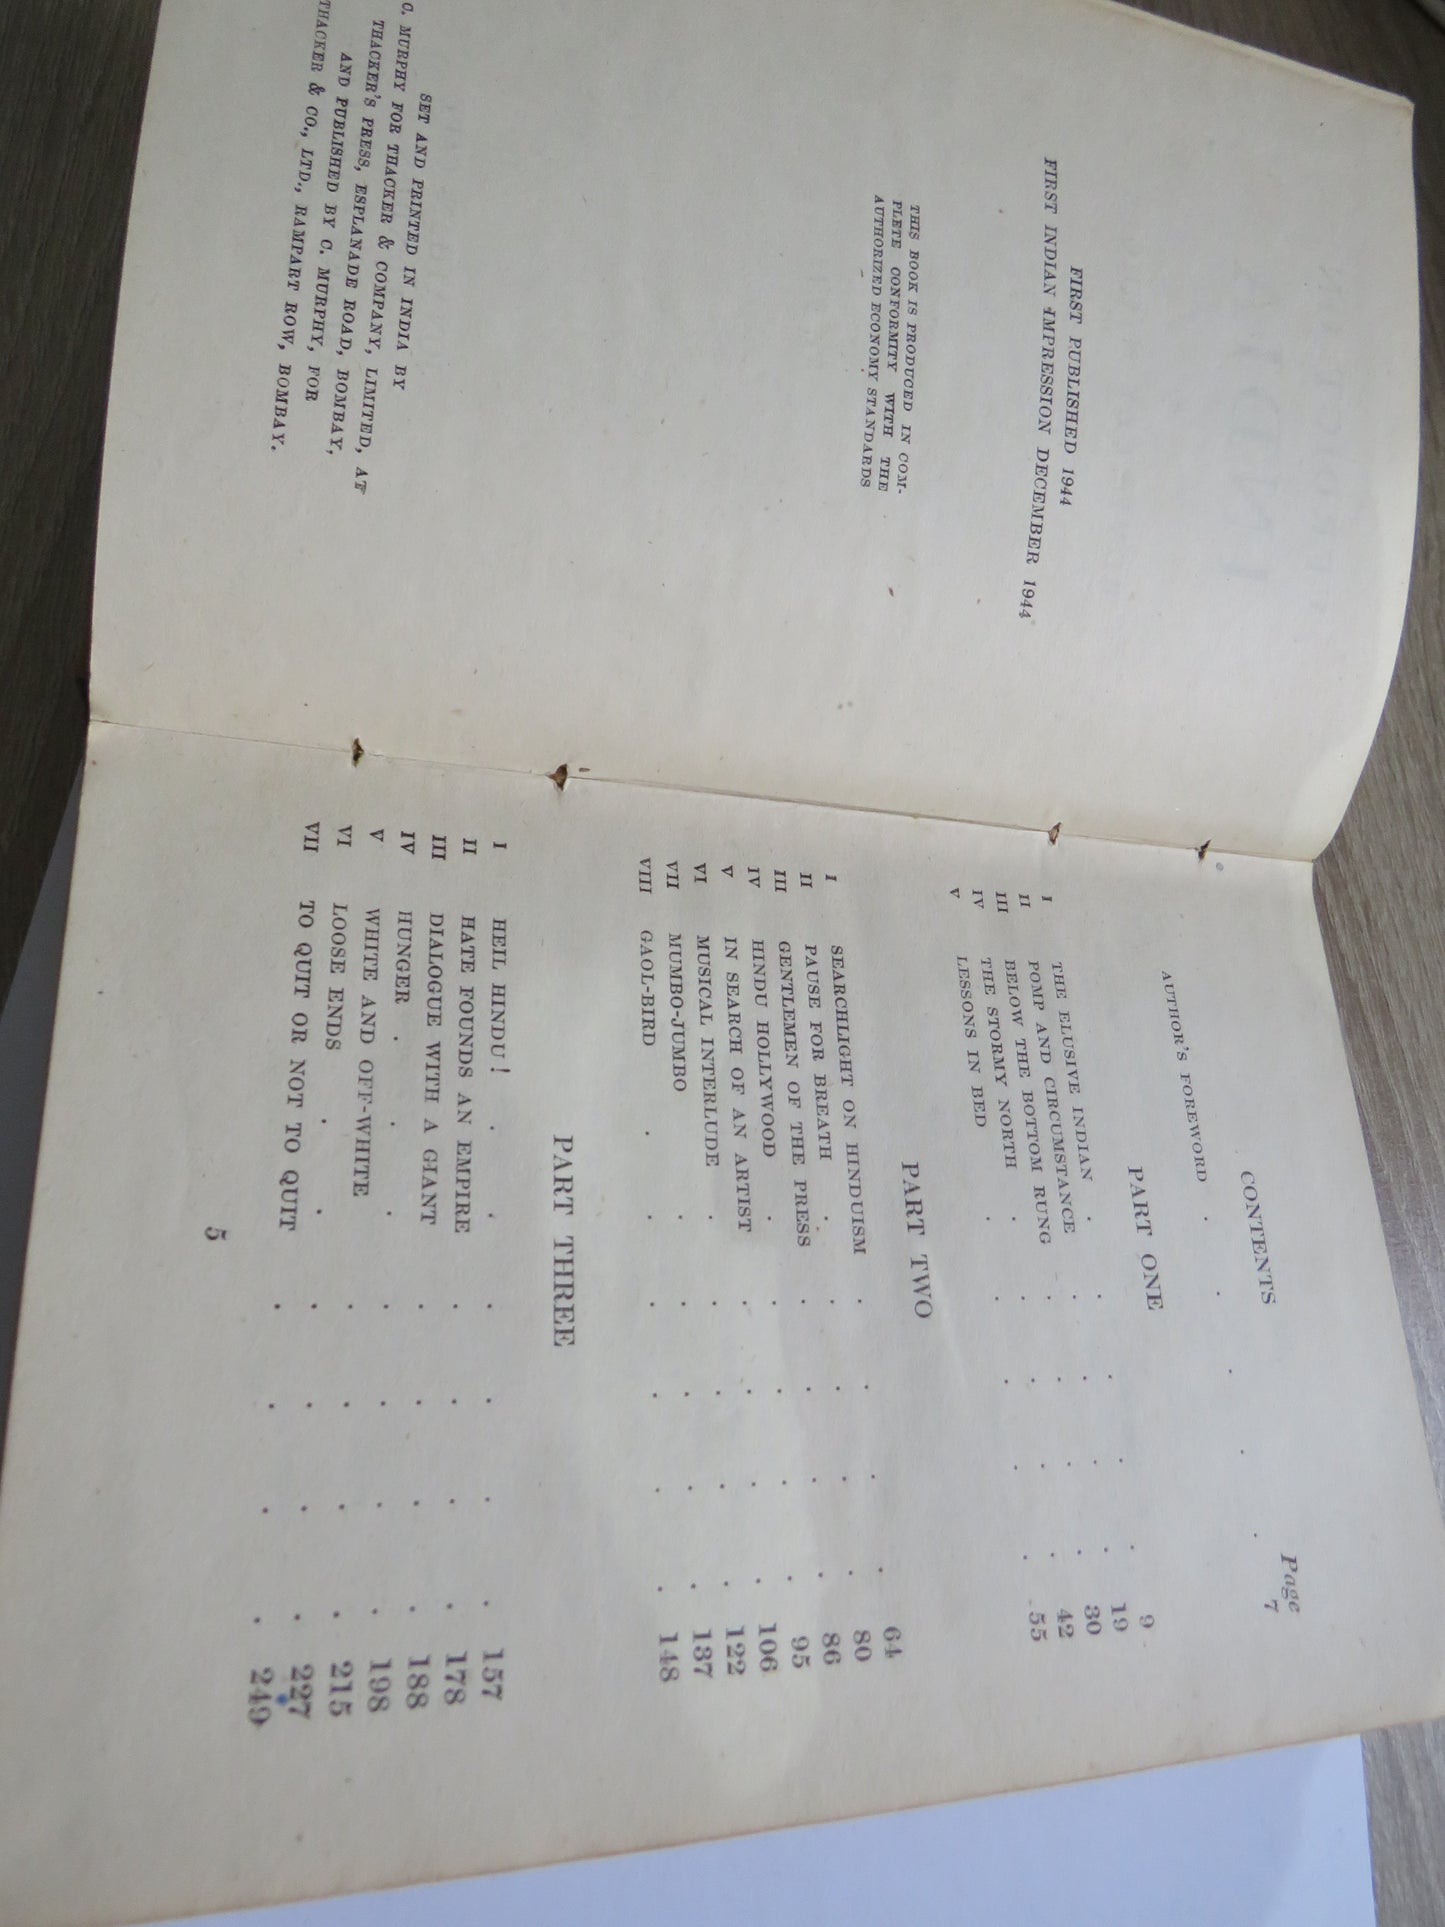 FIRST PUBLISHED 1944
FIRST INDIAN IMPRESSION DECEMBER 1944
THIS BOOK IS PRODUCED IN COM-
PLETE CONFORMITY WITH THE
AUTHORIZED ECONOMY STANDARDS
SET AND PRINTED IN INDIA BY
C. MURPHY FOR THACKER & COMPANY, LIMITED, AT
THACKER'S PRESS, ESPLANADE ROAD, BOMBAY,
AND PUBLISHED BY C. MURPHY, FOR
THACKER & CO., LTD., RAMPART ROW, BOMBAY.
CONTENTS
Page
AUTHOR'S FOREWORD . . . . . 7
PART ONE
I THE ELUSIVE INDIAN . . . . . 9
II POMP AND CIRCUMSTANCE . . . . 19
III BELOW THE BOTTOM RUNG . . . . 30
IV THE STORMY NORTH . . . . . 42
V LESSONS IN BED . . . . . 55
PART TWO
I SEARCHLIGHT ON HINDUISM . . . . 64
II PAUSE FOR BREATH . . . . . 80
III GENTLEMEN OF THE PRESS . . . . 86
IV HINDU HOLLYWOOD . . . . . 95
V IN SEARCH OF AN ARTIST . . . . 106
VI MUSICAL INTERLUDE . . . . . 122
VII MUMBO-JUMBO . . . . . 137
VIII GAOL-BIRD . . . . . . 148
PART THREE
I HEIL HINDU! . . . . . . 157
II HATE FOUNDS AN EMPIRE . . . . 178
III DIALOGUE WITH A GIANT . . . . 188
IV HUNGER . . . . . . . 198
V WHITE AND OFF-WHITE . . . . 215
VI LOOSE ENDS . . . . . . 227
VII TO QUIT OR NOT TO QUIT . . . . 249
5